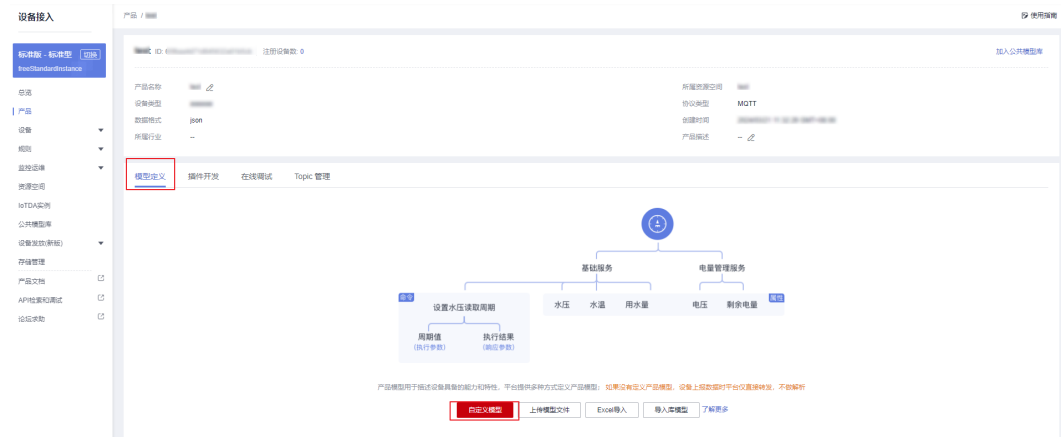 设备接入
产品 /
使用指南
标准版 - 标准型 切换
freeStandardInstance
总览
产品
设备
规则
监控运维
资源空间
IoTDA实例
公共模型库
设备发放(新版)
存储管理
产品文档
API检索和调试
论坛求助
ID: 注册设备数: 0
加入公共模型库
产品名称
所属资源空间
设备类型
协议类型 MQTT
数据格式 json
创建时间
所属行业 --
产品描述 --
模型定义 插件开发 在线调试 Topic 管理
基础服务 电量管理服务
命令 设置水压读取周期 水压 水温 用水量 电压 剩余电量 属性
周期值 执行结果
(执行参数) (响应参数)
产品模型用于描述设备具备的能力和特性，平台提供多种方式定义产品模型; 如果没有定义产品模型，设备上报数据时平台仅直接转发，不做解析
自定义模型 上传模型文件 Excel导入 导入库模型 了解更多